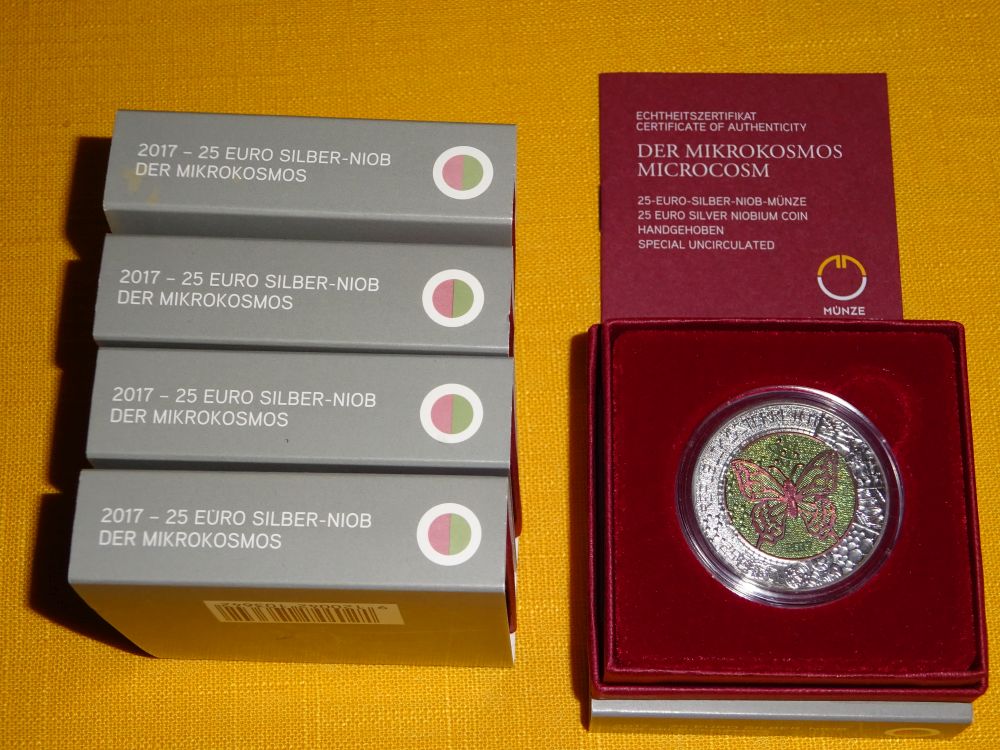 2017 – 25 EURO SILBER-NIOB
DER MIKROKOSMOS
2017 – 25 EURO SILBER-NIOB
DER MIKROKOSMOS
2017 – 25 EURO SILBER-NIOB
DER MIKROKOSMOS
2017 – 25 EURO SILBER-NIOB
DER MIKROKOSMOS
ECHTHEITSZERTIFIKAT
CERTIFICATE OF AUTHENTICITY
DER MIKROKOSMOS
MICROCOSM
25-EURO-SILBER-NIOB-MÜNZE
25 EURO SILVER NIOBIUM COIN
HANDGEHOBEN
SPECIAL UNCIRCULATED
MÜNZE